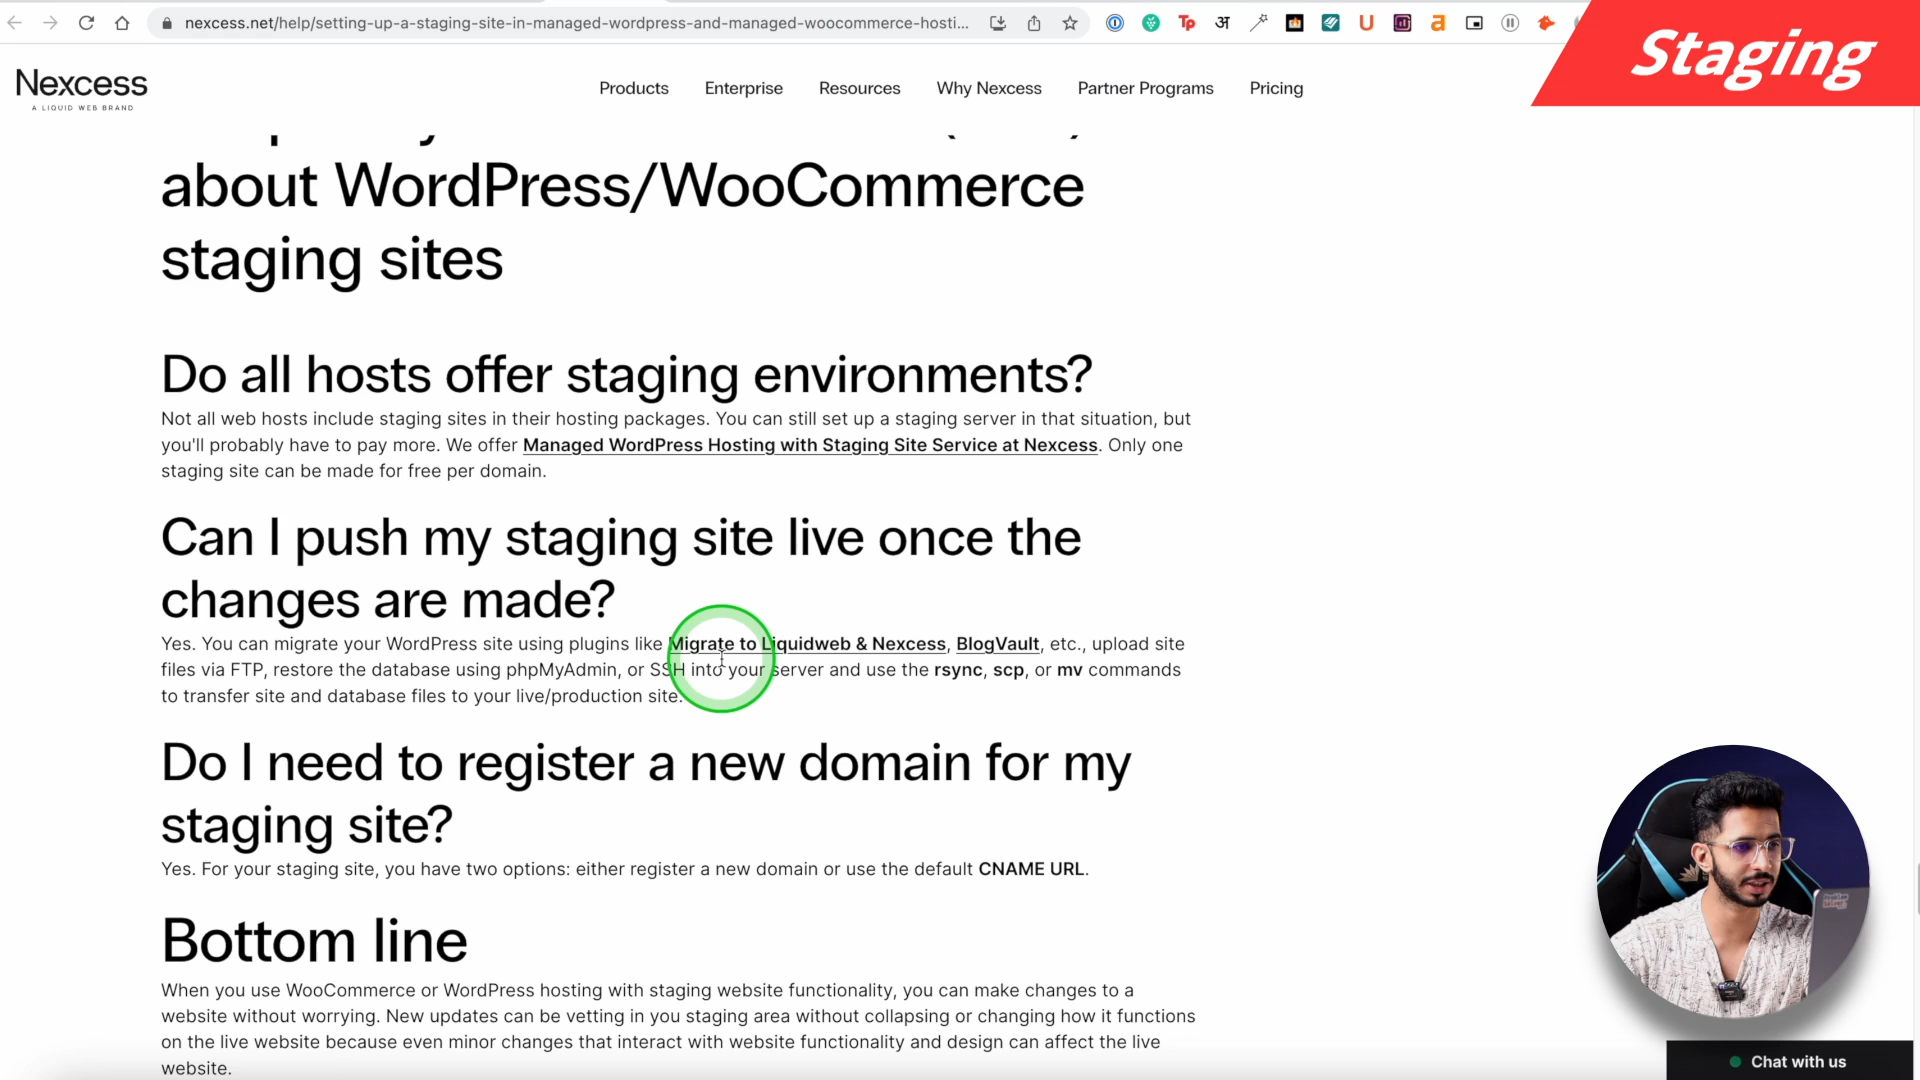 nexcess.net/help/setting-up-a-staging-site-in-managed-wordpress-and-managed-woocommerce-hosti...
Staging
Nexcess
A LIQUID WEB BRAND
Products
Enterprise
Resources
Why Nexcess
Partner Programs
Pricing
about WordPress/WooCommerce
staging sites
Do all hosts offer staging environments?
Not all web hosts include staging sites in their hosting packages. You can still set up a staging server in that situation, but
you'll probably have to pay more. We offer Managed WordPress Hosting with Staging Site Service at Nexcess. Only one
staging site can be made for free per domain.
Can I push my staging site live once the
changes are made?
Yes. You can migrate your WordPress site using plugins like Migrate to Liquidweb & Nexcess, BlogVault, etc., upload site
files via FTP, restore the database using phpMyAdmin, or SSH into your server and use the rsync, scp, or mv commands
to transfer site and database files to your live/production site.
Do I need to register a new domain for my
staging site?
Yes. For your staging site, you have two options: either register a new domain or use the default CNAME URL.
Bottom line
When you use WooCommerce or WordPress hosting with staging website functionality, you can make changes to a
website without worrying. New updates can be vetting in you staging area without collapsing or changing how it functions
on the live website because even minor changes that interact with website functionality and design can affect the live
website.
Chat with us